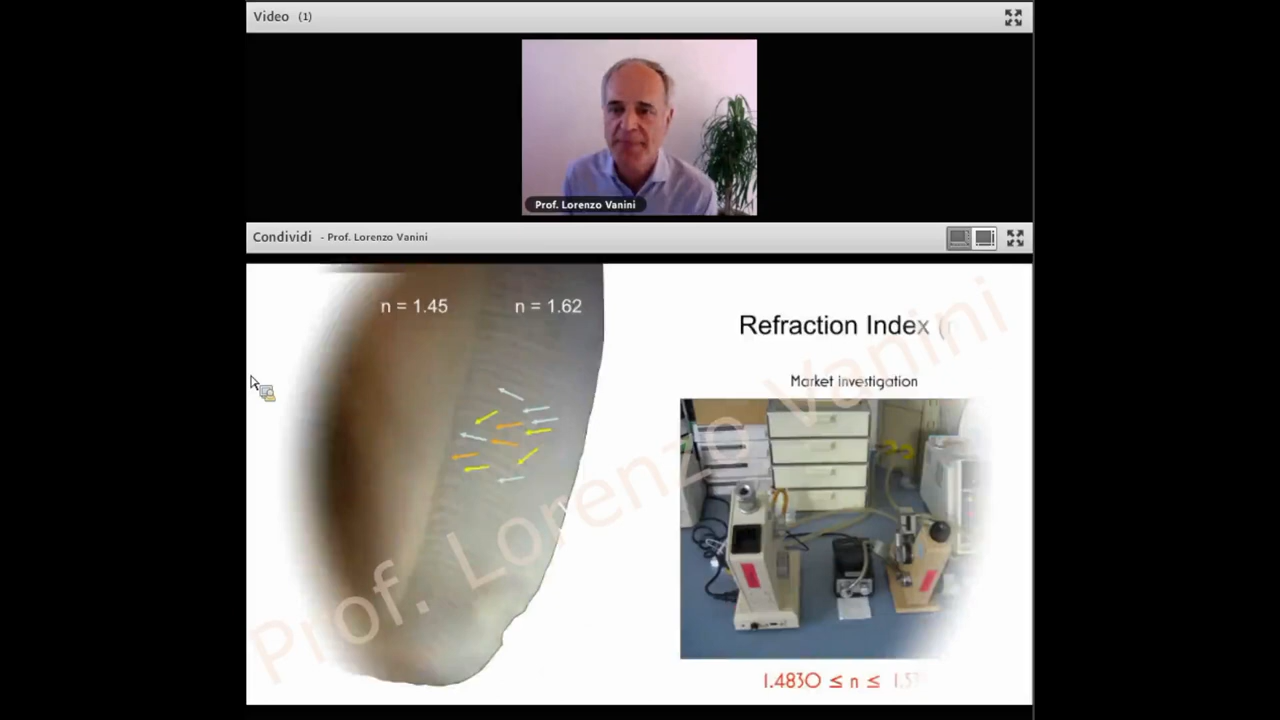 Video (1)
Prof. Lorenzo Vanini
Condividi - Prof. Lorenzo Vanini
n = 1.45 n = 1.62
Refraction Index
Market investigation
Prof. Lorenzo Vanini
1.4830 ≤ n ≤